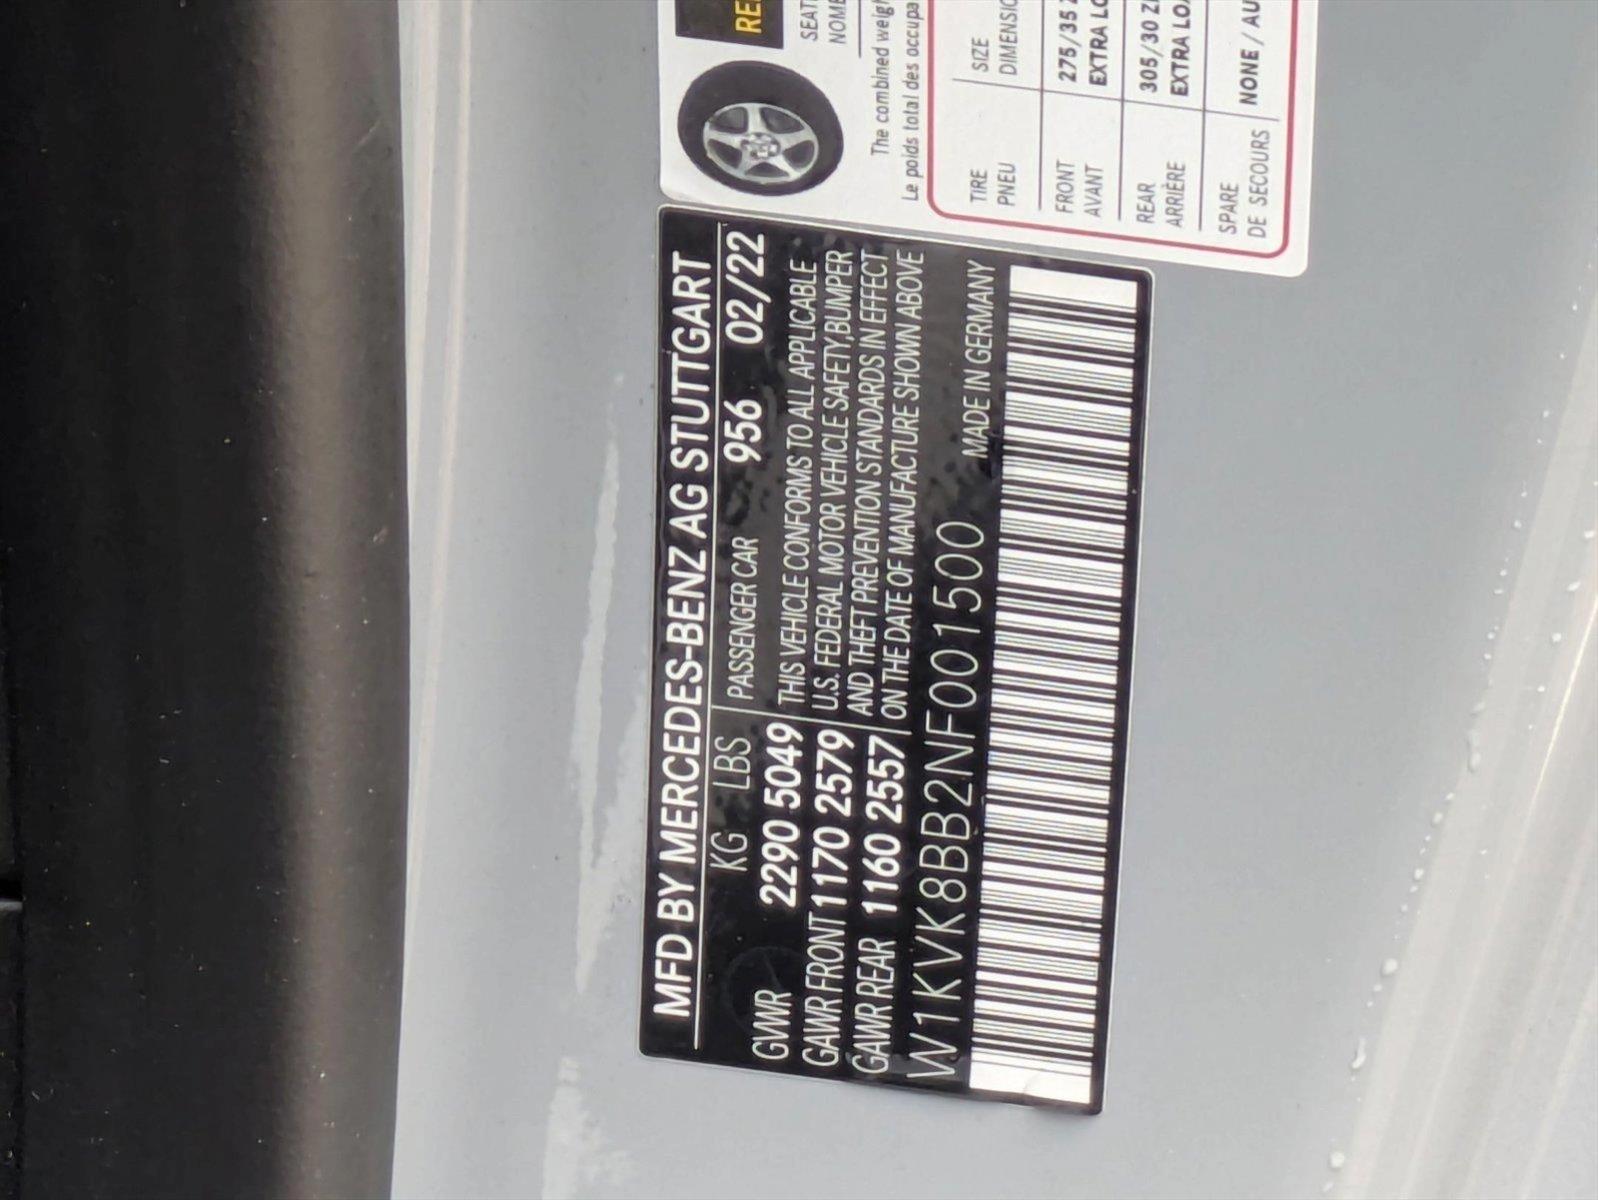 MFD BY MERCEDES-BENZ AG STUTTGART
KG LBS
PASSENGER CAR 956 02/22
GVWR 2290 5049
GAWR FRONT 1170 2579
GAWR REAR 1160 2557
THIS VEHICLE CONFORMS TO ALL APPLICABLE
U.S. FEDERAL MOTOR VEHICLE SAFETY,BUMPER
AND THEFT PREVENTION STANDARDS IN EFFECT
ON THE DATE OF MANUFACTURE SHOWN ABOVE
W1KVK8BB2NF001500 MADE IN GERMANY
The combined
Le poids total des
TIRE SIZE
PNEU
FRONT 275/35
AVANT EXTRA
REAR 305/30
ARRIÈRE EXTRA
SPARE NONE /
DE SECOURS